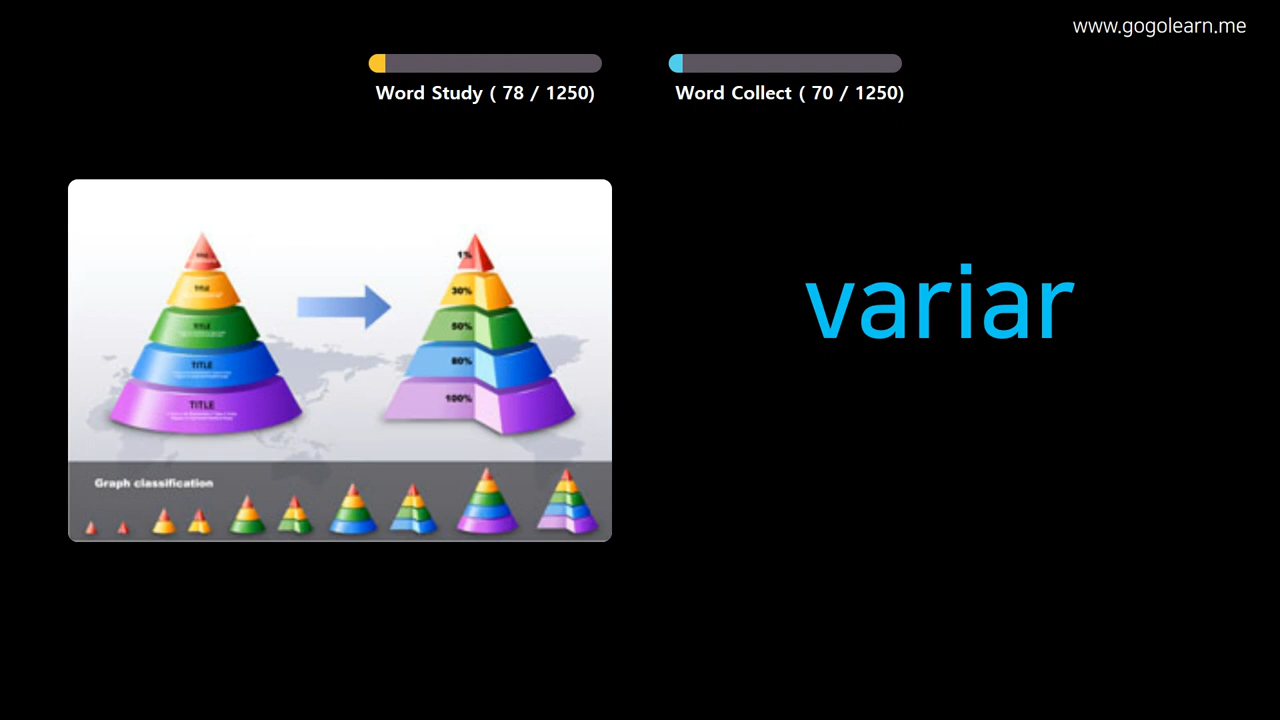 www.gogolearn.me
Word Study ( 78 / 1250)
Word Collect ( 70 / 1250)
TITLE
TITLE
TITLE
TITLE
1%
30%
50%
80%
100%
Graph classification
variar